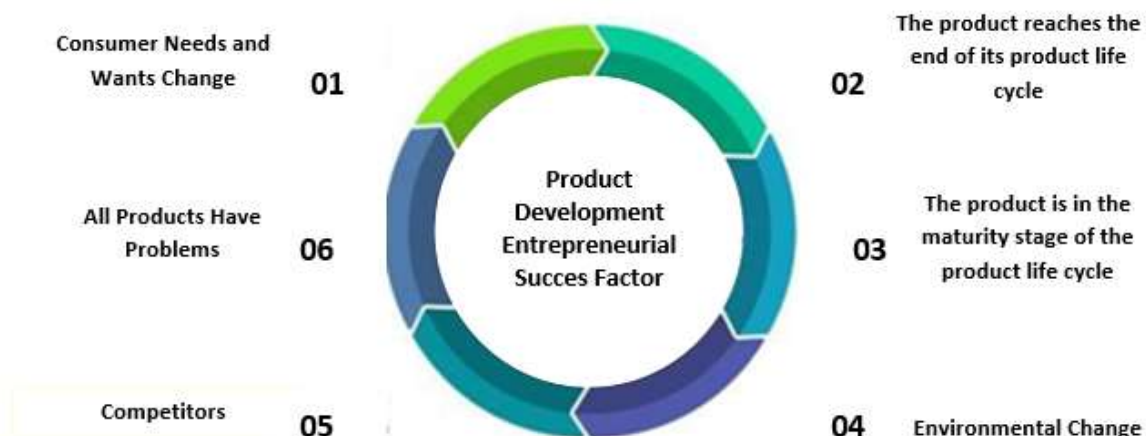 Consumer Needs and
Wants Change
01
The product reaches the
end of its product life
cycle
02
Product
Development
Entrepreneurial
Succes Factor
The product is in the
maturity stage of the
product life cycle
03
Environmental Change
04
Competitors
05
All Products Have
Problems
06